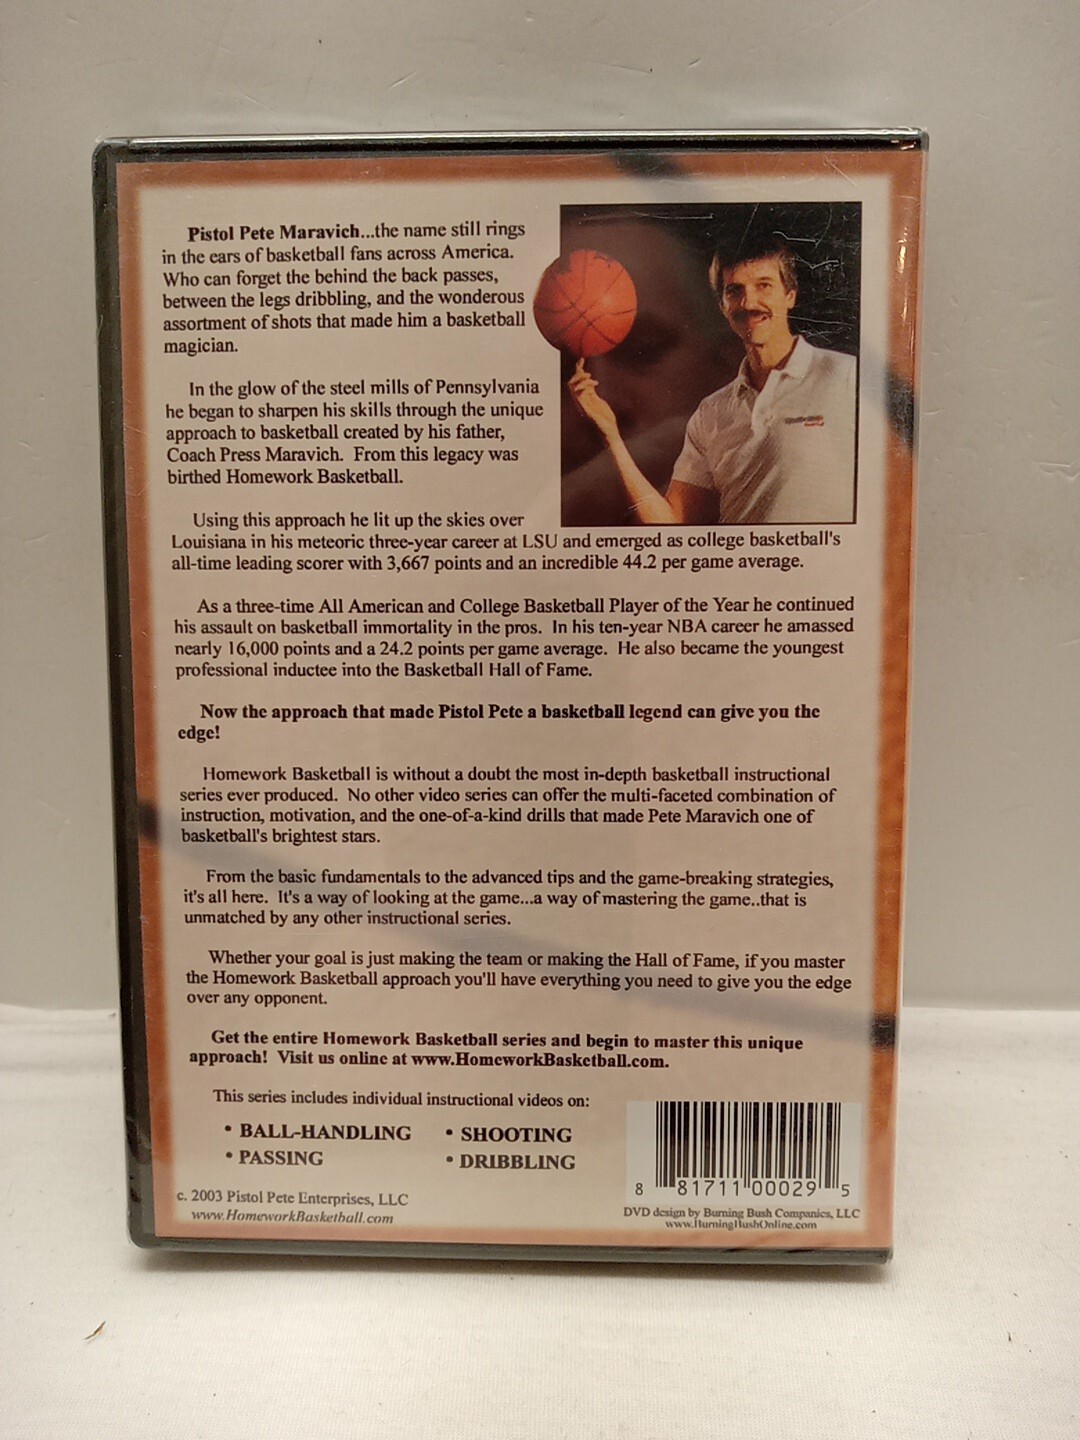 Pistol Pete Maravich...the name still rings
in the ears of basketball fans across America.
Who can forget the behind the back passes,
between the legs dribbling, and the wonderous
assortment of shots that made him a basketball
magician.
In the glow of the steel mills of Pennsylvania
he began to sharpen his skills through the unique
approach to basketball created by his father,
Coach Press Maravich. From this legacy was
birthed Homework Basketball.
Using this approach he lit up the skies over
Louisiana in his meteoric three-year career at LSU and emerged as college basketball's
all-time leading scorer with 3,667 points and an incredible 44.2 per game average.
As a three-time All American and College Basketball Player of the Year he continued
his assault on basketball immortality in the pros. In his ten-year NBA career he amassed
nearly 16,000 points and a 24.2 points per game average. He also became the youngest
professional inductee into the Basketball Hall of Fame.
Now the approach that made Pistol Pete a basketball legend can give you the
edge!
Homework Basketball is without a doubt the most in-depth basketball instructional
series ever produced. No other video series can offer the multi-faceted combination of
instruction, motivation, and the one-of-a-kind drills that made Pete Maravich one of
basketball's brightest stars.
From the basic fundamentals to the advanced tips and the game-breaking strategies,
it's all here. It's a way of looking at the game...a way of mastering the game..that is
unmatched by any other instructional series.
Whether your goal is just making the team or making the Hall of Fame, if you master
the Homework Basketball approach you'll have everything you need to give you the edge
over any opponent.
Get the entire Homework Basketball series and begin to master this unique
approach! Visit us online at www.HomeworkBasketball.com.
This series includes individual instructional videos on:
• BALL-HANDLING • SHOOTING
• PASSING • DRIBBLING
8 81711 00029 5
c. 2003 Pistol Pete Enterprises, LLC
www.HomeworkBasketball.com
DVD design by Burning Bush Companies, LLC
www.BurningBushOnline.com